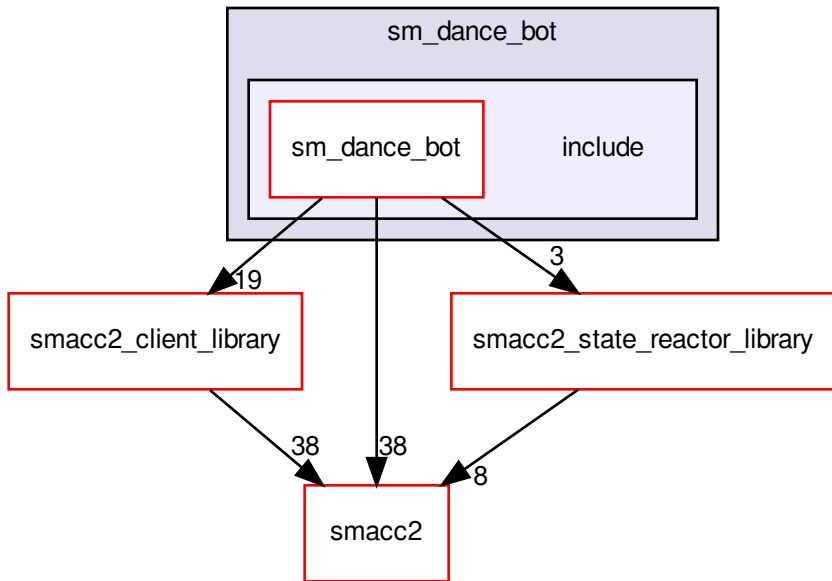 sm_dance_bot
sm_dance_bot
include
3
19
smacc2_client_library
smacc2_state_reactor_library
38
38
8
smacc2